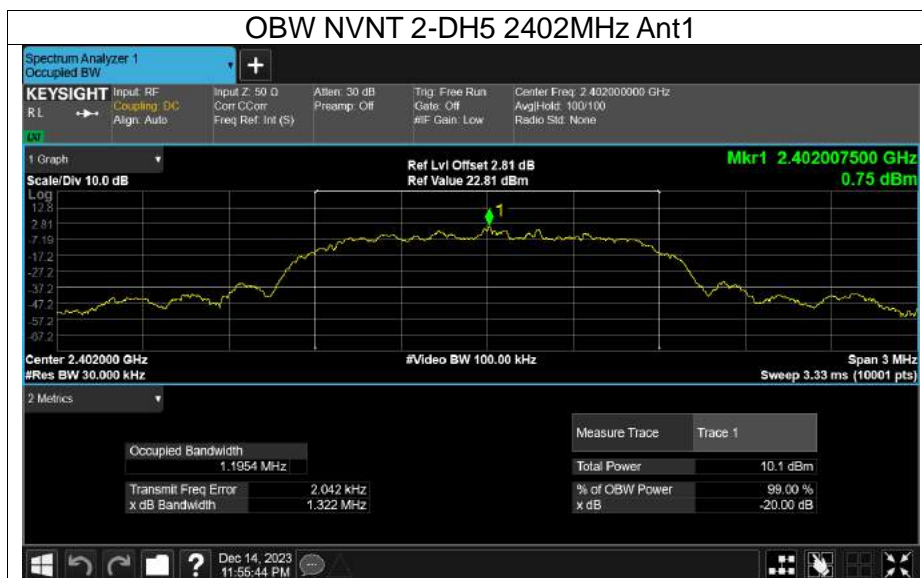 OBW NVNT 2-DH5 2402MHz Ant1
Spectrum Analyzer 1
Occupied BW
+
KEYSIGHT Input: RF Input Z: 50 Ω Atten: 30 dB Trig: Free Run Center Freq: 2.402000000 GHz
RL Coupling: DC Corr CCorr Preamp: Off Gate: Off Avg|Hold: 100/100
Align: Auto Freq Ref: Int (S) #IF Gain: Low Radio Std: None
LXI
1 Graph Ref Lvl Offset 2.81 dB Mkr1 2.402007500 GHz
Scale/Div 10.0 dB Ref Value 22.81 dBm 0.75 dBm
Log
12.8
1
2.81
-7.19
-17.2
-27.2
-37.2
-47.2
-57.2
-67.2
Center 2.402000 GHz #Video BW 100.00 kHz Span 3 MHz
#Res BW 30.000 kHz Sweep 3.33 ms (10001 pts)
2 Metrics
Measure Trace Trace 1
Occupied Bandwidth
1.1954 MHz Total Power 10.1 dBm
Transmit Freq Error 2.042 kHz % of OBW Power 99.00 %
x dB Bandwidth 1.322 MHz x dB -20.00 dB
? Dec 14, 2023
11:55:44 PM